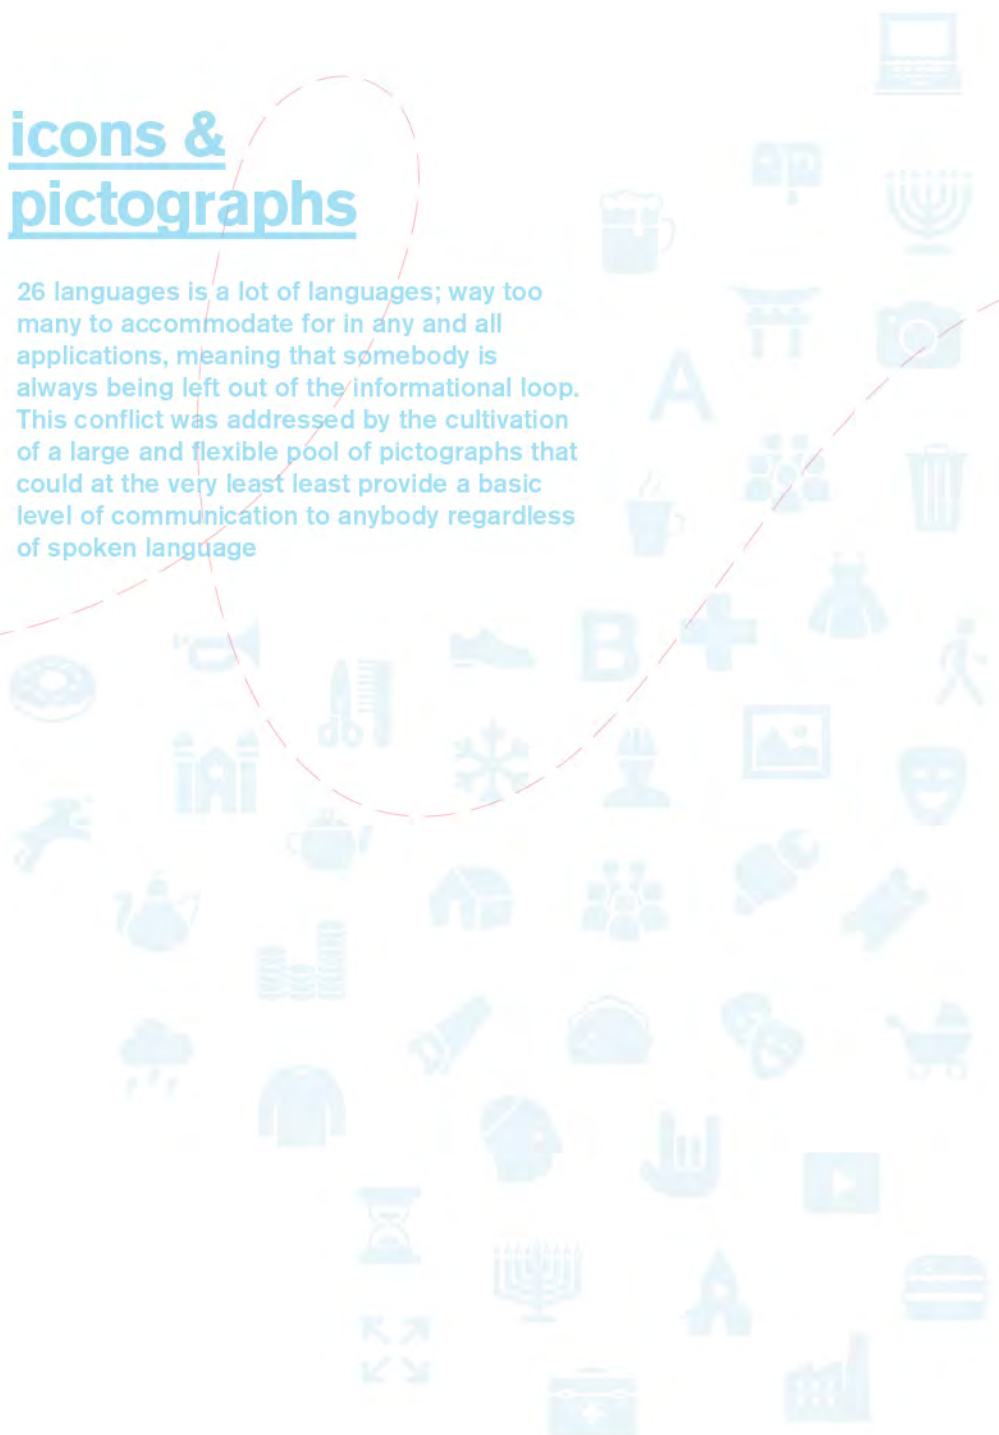 icons &
pictographs
26 languages is a lot of languages; way too
many to accommodate for in any and all
applications, meaning that somebody is
always being left out of the informational loop.
This conflict was addressed by the cultivation
of a large and flexible pool of pictographs that
could at the very least least provide a basic
level of communication to anybody regardless
of spoken language
A
B